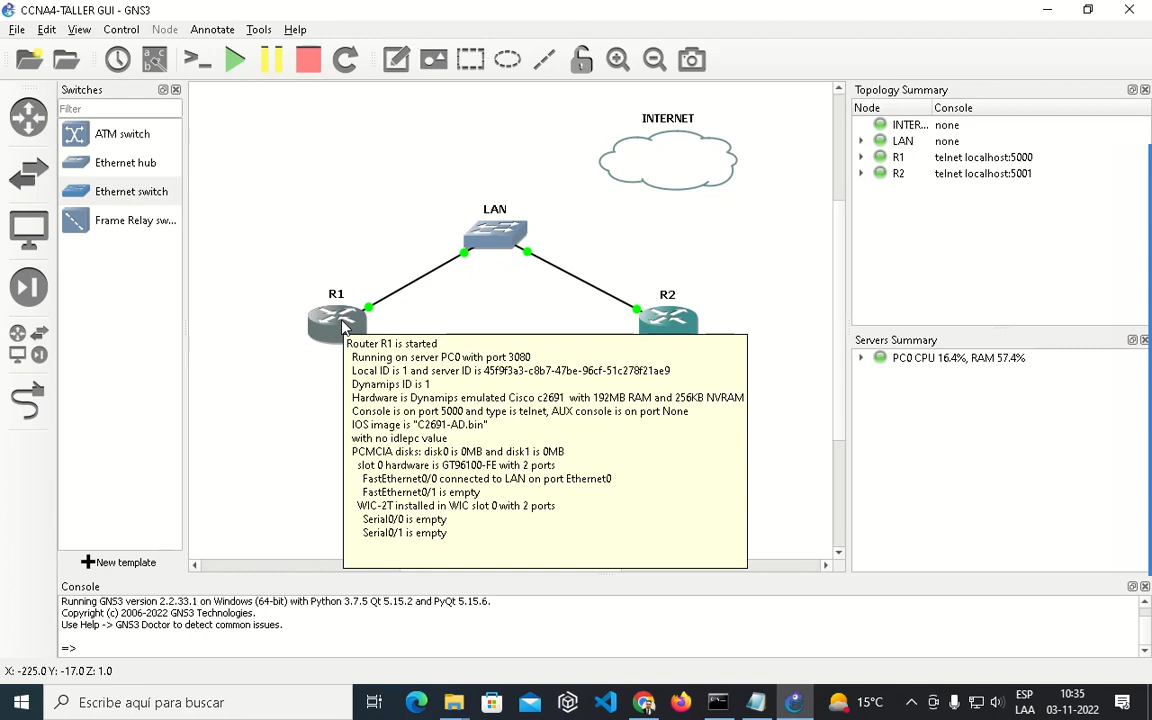 CCNA4-TALLER GUI - GNS3
File Edit View Control Node Annotate Tools Help
Switches
Filter
ATM switch
Ethernet hub
Ethernet switch
Frame Relay sw...
New template
INTERNET
LAN
R1
R2
Router R1 is started
Running on server PC0 with port 3080
Local ID is 1 and server ID is 45f9f3a3-c8b7-47be-96cf-51c278f21ae9
Dynamips ID is 1
Hardware is Dynamips emulated Cisco c2691 with 192MB RAM and 256KB NVRAM
Console is on port 5000 and type is telnet, AUX console is on port None
IOS image is "C2691-AD.bin"
with no idlepc value
PCMCIA disks: disk0 is 0MB and disk1 is 0MB
slot 0 hardware is GT96100-FE with 2 ports
FastEthernet0/0 connected to LAN on port Ethernet0
FastEthernet0/1 is empty
WIC-2T installed in WIC slot 0 with 2 ports
Serial0/0 is empty
Serial0/1 is empty
Topology Summary
Node Console
INTER... none
LAN none
R1 telnet localhost:5000
R2 telnet localhost:5001
Servers Summary
PC0 CPU 16.4%, RAM 57.4%
Console
Running GNS3 version 2.2.33.1 on Windows (64-bit) with Python 3.7.5 Qt 5.15.2 and PyQt 5.15.6.
Copyright (c) 2006-2022 GNS3 Technologies.
Use Help -> GNS3 Doctor to detect common issues.
=>
X: -225.0 Y: -17.0 Z: 1.0
Escribe aquí para buscar
15°C
ESP
LAA
10:35
03-11-2022